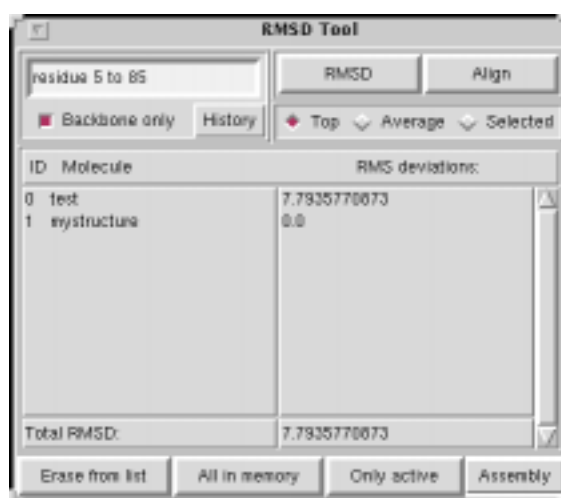 RMSD Tool
residue 5 to 85
RMSD Align
Backbone only History Top Average Selected
ID Molecule RMS deviations:
0 test 7.7935770873
1 mystructure 0.0
Total RMSD: 7.7935770873
Erase from list All in memory Only active Assembly